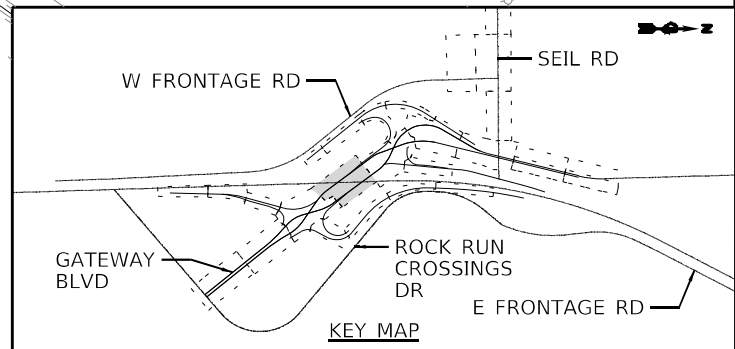 Z
SEIL RD
W FRONTAGE RD
GATEWAY
BLVD
ROCK RUN
CROSSINGS
DR
E FRONTAGE RD
KEY MAP